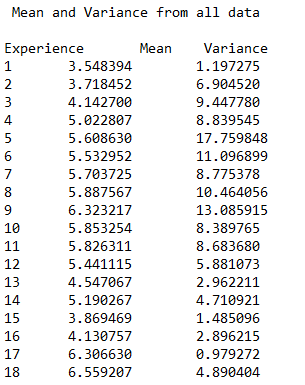 Mean and Variance from all data
Experience Mean Variance
1 3.548394 1.197275
2 3.718452 6.904520
3 4.142700 9.447780
4 5.022807 8.839545
5 5.608630 17.759848
6 5.532952 11.096899
7 5.703725 8.775378
8 5.887567 10.464056
9 6.323217 13.085915
10 5.853254 8.389765
11 5.826311 8.683680
12 5.441115 5.881073
13 4.547067 2.962211
14 5.190267 4.710921
15 3.869469 1.485096
16 4.130757 2.896215
17 6.306630 0.979272
18 6.559207 4.890404